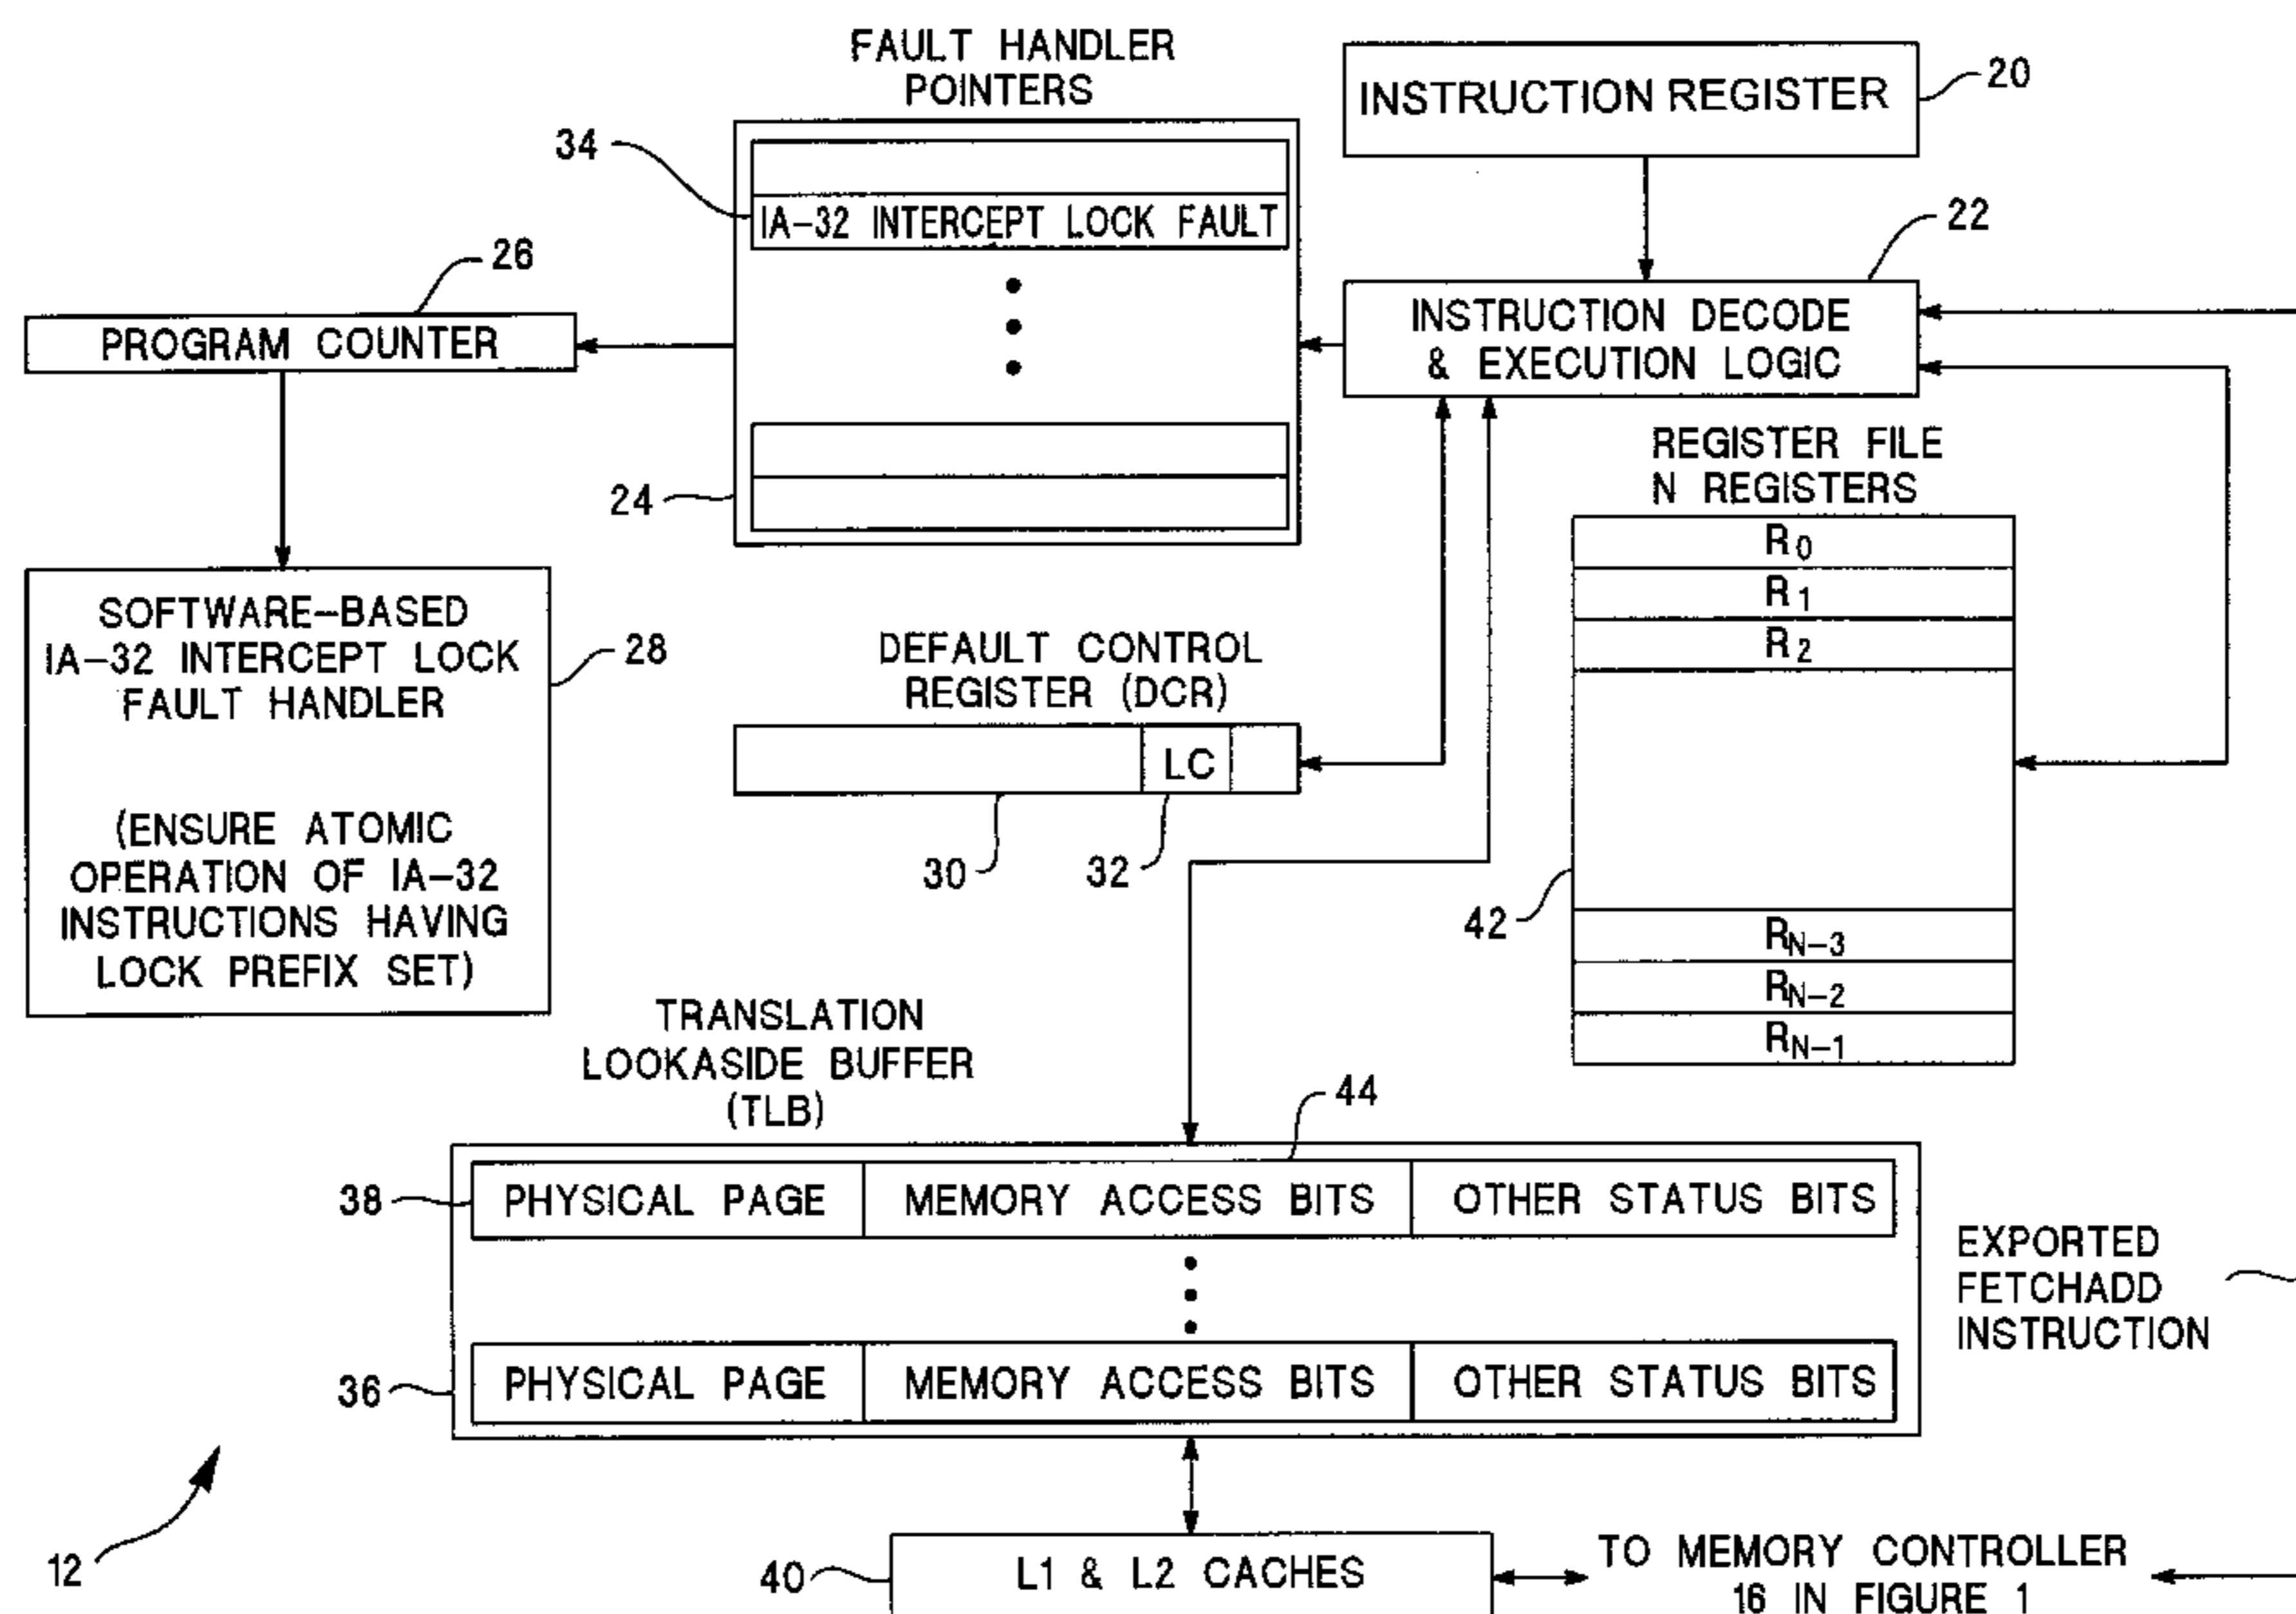 FAULT HANDLER
POINTERS
34
IA-32 INTERCEPT LOCK FAULT
24
INSTRUCTION REGISTER
20
22
INSTRUCTION DECODE
& EXECUTION LOGIC
26
PROGRAM COUNTER
SOFTWARE-BASED
IA-32 INTERCEPT LOCK
FAULT HANDLER
(ENSURE ATOMIC
OPERATION OF IA-32
INSTRUCTIONS HAVING
LOCK PREFIX SET)
28
DEFAULT CONTROL
REGISTER (DCR)
LC
30
32
REGISTER FILE
N REGISTERS
R0
R1
R2
RN-3
RN-2
RN-1
42
TRANSLATION
LOOKASIDE BUFFER
(TLB)
44
38
PHYSICAL PAGE
MEMORY ACCESS BITS
OTHER STATUS BITS
36
PHYSICAL PAGE
MEMORY ACCESS BITS
OTHER STATUS BITS
EXPORTED
FETCHADD
INSTRUCTION
12
40
L1 & L2 CACHES
TO MEMORY CONTROLLER
16 IN FIGURE 1